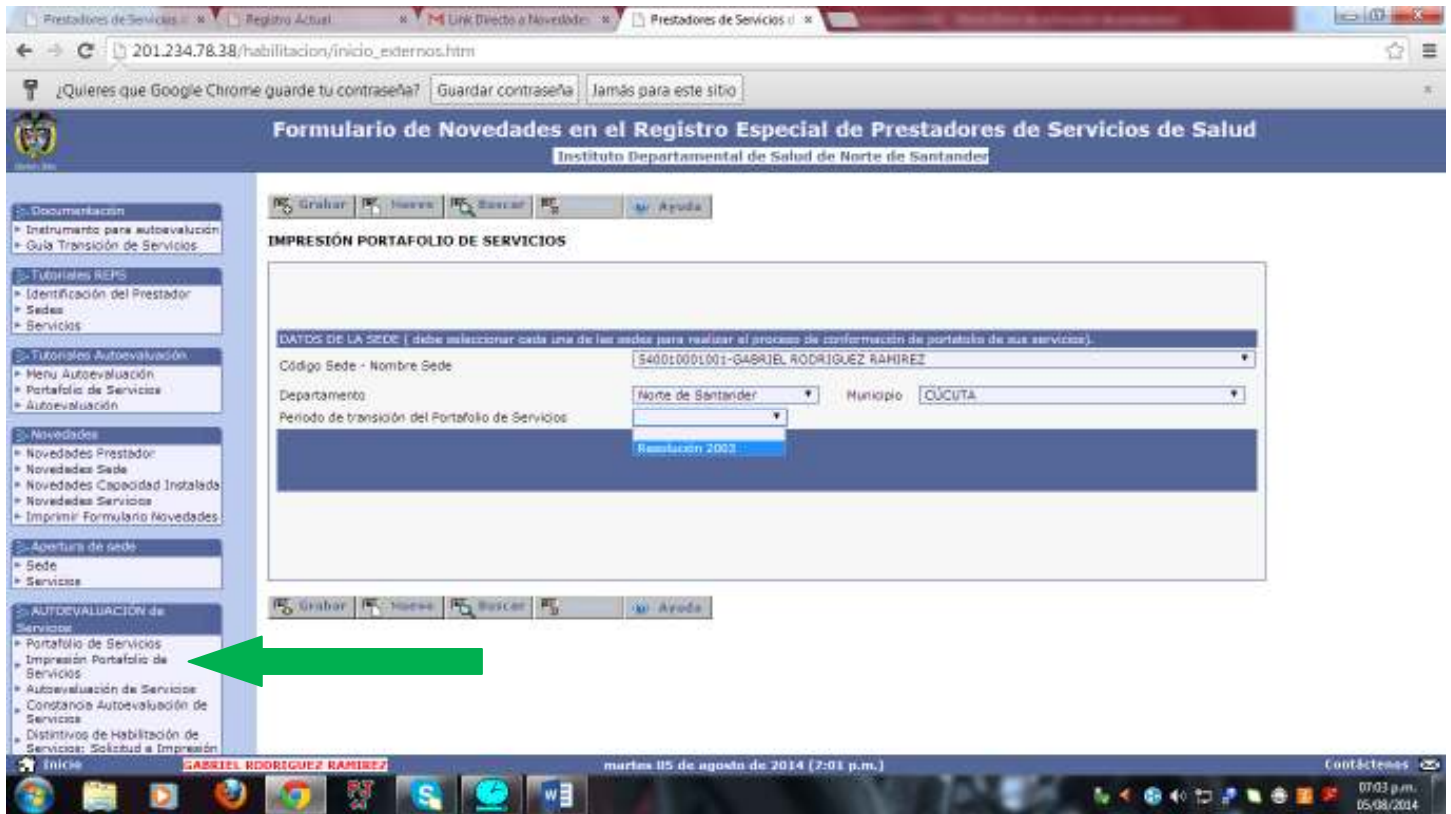 Prestadores de Servicios d
Registro Actual
Link Directo a Novedades
Prestadores de Servicios d
201.234.78.38/habilitacion/inicio_externos.htm
¿Quieres que Google Chrome guarde tu contraseña? Guardar contraseña Jamás para este sitio
Formulario de Novedades en el Registro Especial de Prestadores de Servicios de Salud
Instituto Departamental de Salud de Norte de Santander
Documentación
Instrumento para autoevalución
Guía Transición de Servicios
Tutoriales REPS
Identificación del Prestador
Sedes
Servicios
Tutoriales Autoevaluación
Menu Autoevaluación
Portafolio de Servicios
Autoevaluación
Novedades
Novedades Prestador
Novedades Sede
Novedades Capacidad Instalada
Novedades Servicios
Imprimir Formulario Novedades
Apertura de sede
Sede
Servicios
AUTOEVALUACIÓN de
Servicios
Portafolio de Servicios
Impresión Portafolio de
Servicios
Autoevaluación de Servicios
Constancia Autoevaluación de
Servicios
Distintivos de Habilitación de
Servicios: Solicitud e Impresión
Grabar Nuevo Buscar Ayuda
IMPRESIÓN PORTAFOLIO DE SERVICIOS
DATOS DE LA SEDE ( debe seleccionar cada una de las sedes para realizar el proceso de conformación de portafolio de sus servicios).
Código Sede - Nombre Sede 540010001001-GABRIEL RODRIGUEZ RAMIREZ
Departamento Norte de Santander Municipio CÚCUTA
Periodo de transición del Portafolio de Servicios
Resolución 2003
Grabar Nuevo Buscar Ayuda
Inicio GABRIEL RODRIGUEZ RAMIREZ martes 05 de agosto de 2014 (7:01 p.m.) Contáctenos
07:03 p.m.
05/08/2014